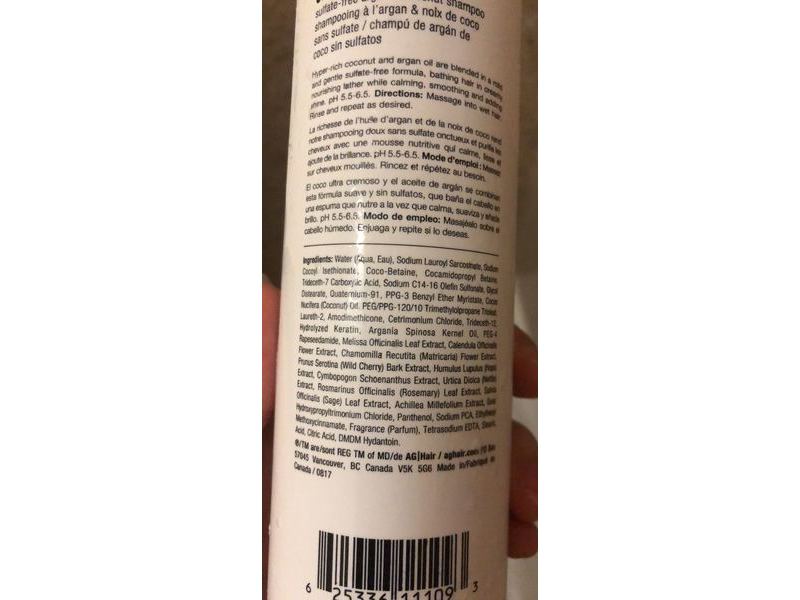 sulfate-free
shampoo
shampooing à l'argan & noix de coco
sans sulfate / champú de argán de
coco sin sulfatos
Hyper-rich coconut and argan oil are blended in a mild
and gentle sulfate-free formula, bathing hair in creamy
nourishing lather while calming, smoothing and adding
shine. pH 5.5-6.5. Directions: Massage into wet hair.
Rinse and repeat as desired.
La richesse de l'huile d'argan et de la noix de coco rend
notre shampooing doux sans sulfate onctueux et purifie les
cheveux avec une mousse nutritive qui calme, lisse et
ajoute de la brillance. pH 5.5-6.5. Mode d'emploi : Massez
sur cheveux mouillés. Rincez et répétez au besoin.
El coco ultra cremoso y el aceite de argán se combinan
esta fórmula suave y sin sulfatos, que baña el cabello en
una espuma que nutre a la vez que calma, suaviza y añade
brillo. pH 5.5-6.5. Modo de empleo: Masajéelo sobre el
cabello húmedo. Enjuaga y repite si lo deseas.
Ingredients: Water (Aqua, Eau), Sodium Lauroyl Sarcosinate, Sodium
Cocoyl Isethionate, Coco-Betaine, Cocamidopropyl Betaine,
Trideceth-7 Carboxylic Acid, Sodium C14-16 Olefin Sulfonate, Glycol
Distearate, Quaternium-91, PPG-3 Benzyl Ether Myristate, Cocos
Nucifera (Coconut) Oil, PEG/PPG-120/10 Trimethylolpropane Trioleate,
Laureth-2, Amodimethicone, Cetrimonium Chloride, Trideceth-12,
Hydrolyzed Keratin, Argania Spinosa Kernel Oil, PEG-4
Rapeseedamide, Melissa Officinalis Leaf Extract, Calendula Officinalis
Flower Extract, Chamomilla Recutita (Matricaria) Flower Extract,
Prunus Serotina (Wild Cherry) Bark Extract, Humulus Lupulus (Hops)
Extract, Cymbopogon Schoenanthus Extract, Urtica Dioica (Nettle)
Extract, Rosmarinus Officinalis (Rosemary) Leaf Extract, Salvia
Officinalis (Sage) Leaf Extract, Achillea Millefolium Extract, Guar
Hydroxypropyltrimonium Chloride, Panthenol, Sodium PCA, Ethylhexyl
Methoxycinnamate, Fragrance (Parfum), Tetrasodium EDTA, Stearic
Acid, Citric Acid, DMDM Hydantoin.
®/TM are/sont REG TM of MD/de AG|Hair / aghair.com PO Box
57045 Vancouver, BC Canada V5K 5G6 Made in/Fabriqué en
Canada / 0817
6 25336 11109 3